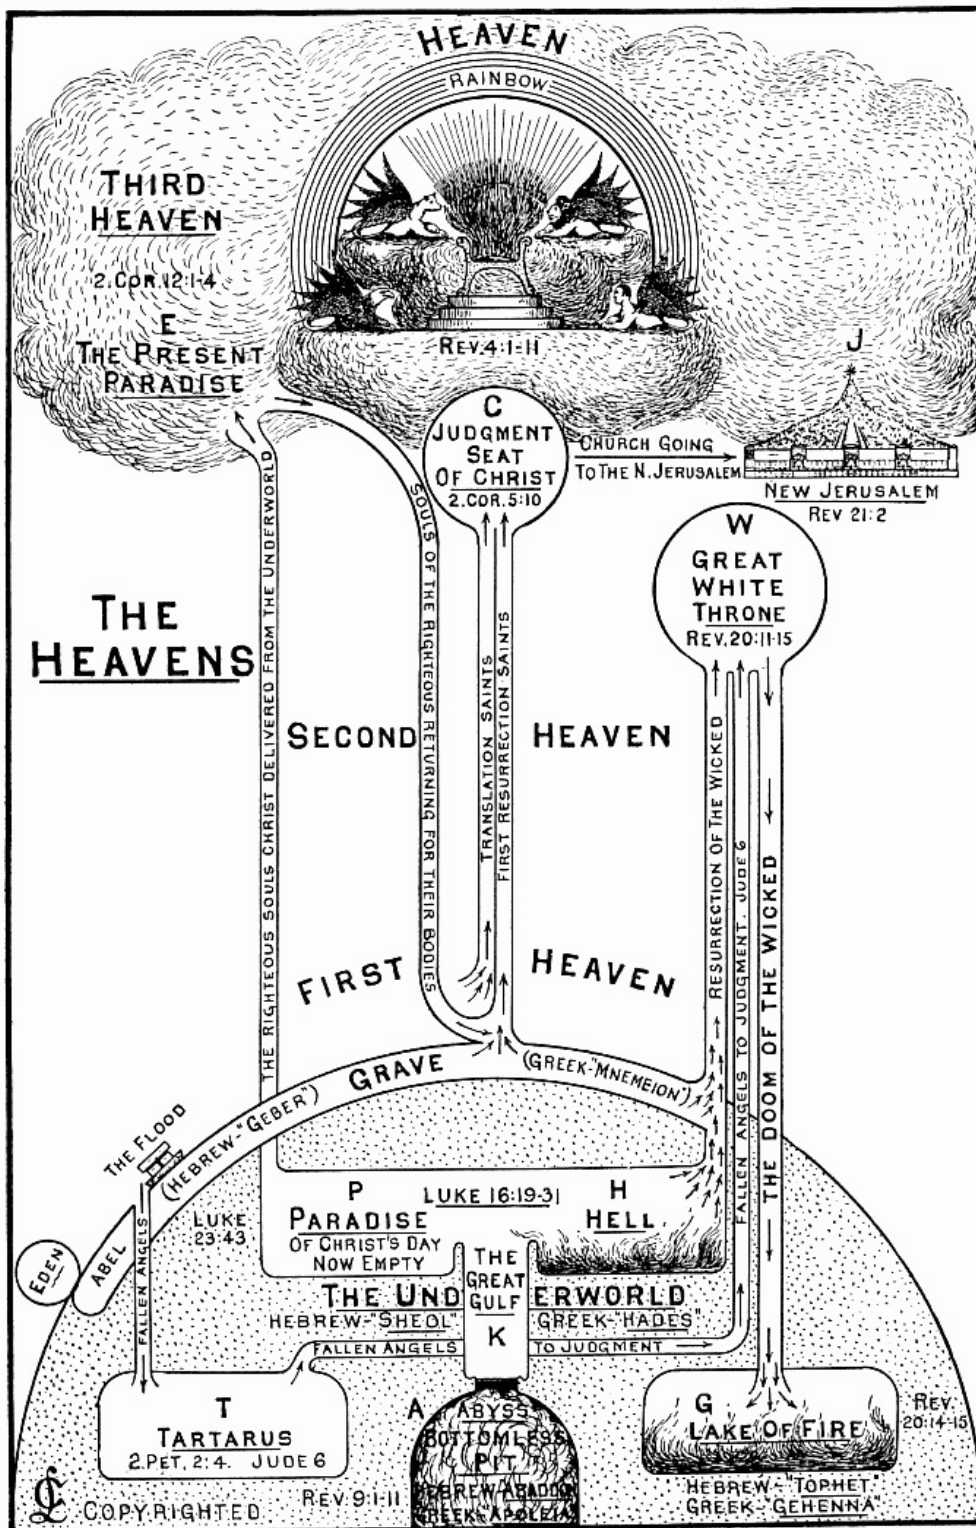 HEAVEN
RAINBOW
THIRD
HEAVEN
2.COR.12:1-4
E
THE PRESENT
PARADISE
REV.4:1-11
J
C
JUDGMENT
SEAT
OF CHRIST
2.COR.5:10
CHURCH GOING
TO THE N.JERUSALEM
NEW JERUSALEM
REV 21:2
W
GREAT
WHITE
THRONE
REV.20:11-15
THE
HEAVENS
THE RIGHTEOUS SOULS CHRIST DELIVERED FROM THE UNDERWORLD
SOULS OF THE RIGHTEOUS RETURNING FOR THEIR BODIES
TRANSLATION SAINTS
FIRST RESURRECTION SAINTS
SECOND HEAVEN
FIRST HEAVEN
RESURRECTION OF THE WICKED
FALLEN ANGELS TO JUDGMENT. JUDE 6
THE DOOM OF THE WICKED
GRAVE
(HEBREW-"GEBER")
(GREEK-"MNEMEION")
THE FLOOD
EDEN
ABEL
FALLEN ANGELS
LUKE
23:43
P
PARADISE
OF CHRIST'S DAY
NOW EMPTY
LUKE 16:19-31
H
HELL
THE
GREAT
GULF
K
THE UNDERWORLD
HEBREW-"SHEOL" GREEK-"HADES"
FALLEN ANGELS TO JUDGMENT
T
TARTARUS
2.PET. 2:4. JUDE 6
A
ABYSS
BOTTOMLESS
PIT
HEBREW-ABADDON
GREEK-"APOLEIA"
REV 9:1-11
G
LAKE OF FIRE
REV.
20:14-15
HEBREW-"TOPHET"
GREEK-"GEHENNA"
COPYRIGHTED